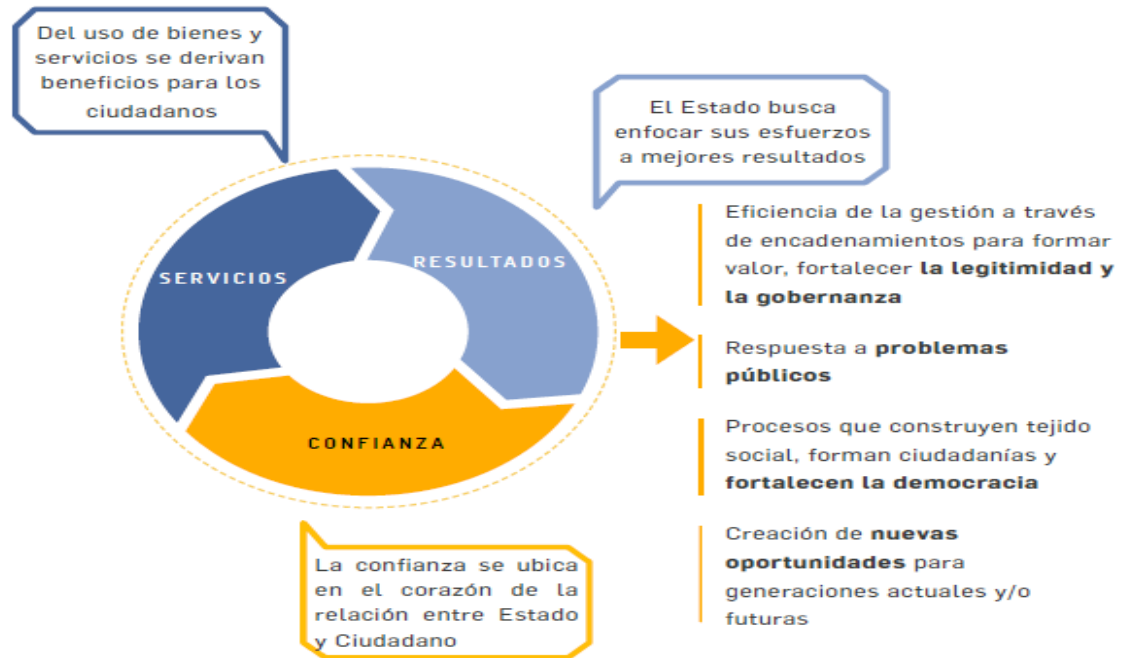 Del uso de bienes y
servicios se derivan
beneficios para los
ciudadanos
El Estado busca
enfocar sus esfuerzos
a mejores resultados
SERVICIOS
RESULTADOS
CONFIANZA
La confianza se ubica
en el corazón de la
relación entre Estado
y Ciudadano
Eficiencia de la gestión a través
de encadenamientos para formar
valor, fortalecer la legitimidad y
la gobernanza
Respuesta a problemas
públicos
Procesos que construyen tejido
social, forman ciudadanías y
fortalecen la democracia
Creación de nuevas
oportunidades para
generaciones actuales y/o
futuras